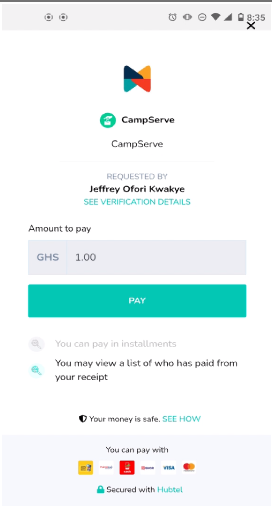 8:35
CampServe
CampServe
REQUESTED BY
Jeffrey Ofori Kwakye
SEE VERIFICATION DETAILS
Amount to pay
GHS 1.00
PAY
You can pay in installments
You may view a list of who has paid from
your receipt
Your money is safe. SEE HOW
You can pay with
VISA
Secured with Hubtel